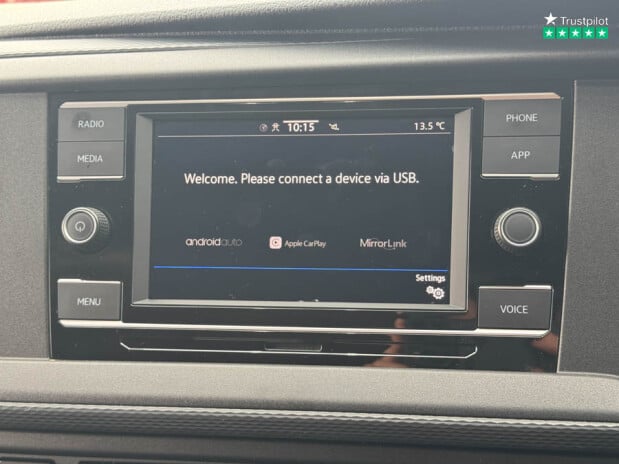 Trustpilot
RADIO
MEDIA
10:15
13.5 °C
PHONE
APP
Welcome. Please connect a device via USB.
androidauto
Apple CarPlay
MirrorLink
Settings
MENU
VOICE